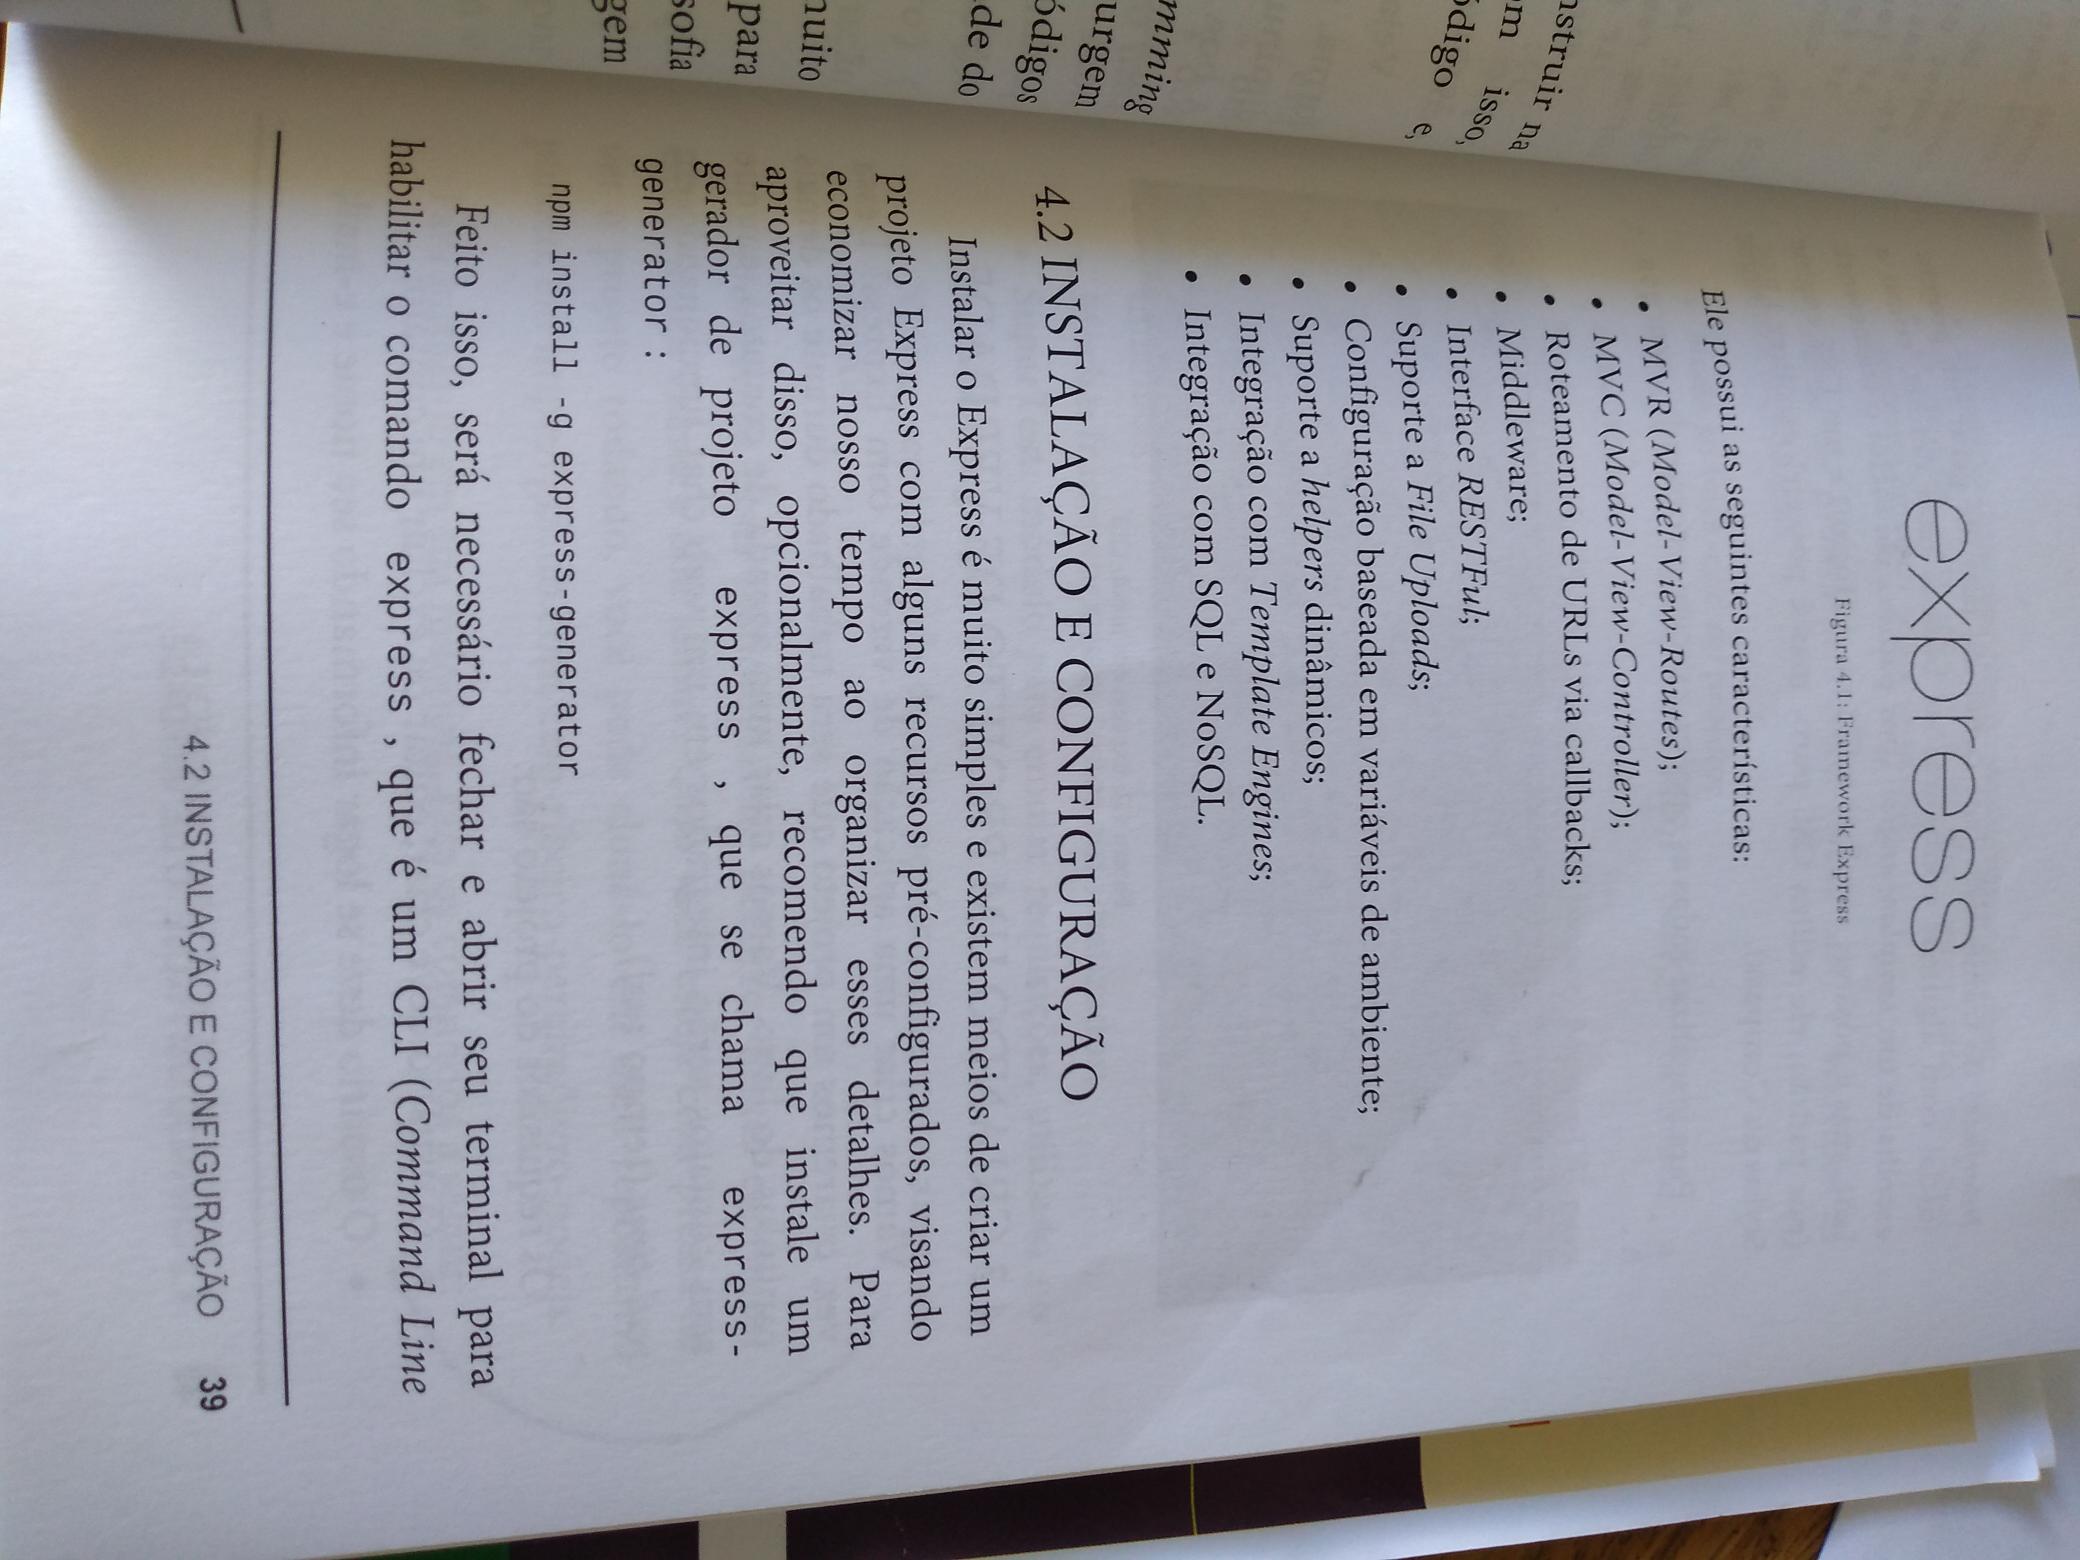 express
Figura 4.1: Framework Express
Ele possui as seguintes características:
• MVR (Model-View-Routes);
• MVC (Model-View-Controller);
• Roteamento de URLs via callbacks;
• Middleware;
• Interface RESTFul;
• Suporte a File Uploads;
• Configuração baseada em variáveis de ambiente;
• Suporte a helpers dinâmicos;
• Integração com Template Engines;
• Integração com SQL e NoSQL.
4.2 INSTALAÇÃO E CONFIGURAÇÃO
Instalar o Express é muito simples e existem meios de criar um
projeto Express com alguns recursos pré-configurados, visando
economizar nosso tempo ao organizar esses detalhes. Para
aproveitar disso, opcionalmente, recomendo que instale um
gerador de projeto express , que se chama express-
generator :
npm install -g express-generator
Feito isso, será necessário fechar e abrir seu terminal para
habilitar o comando express , que é um CLI (Command Line
4.2 INSTALAÇÃO E CONFIGURAÇÃO 39